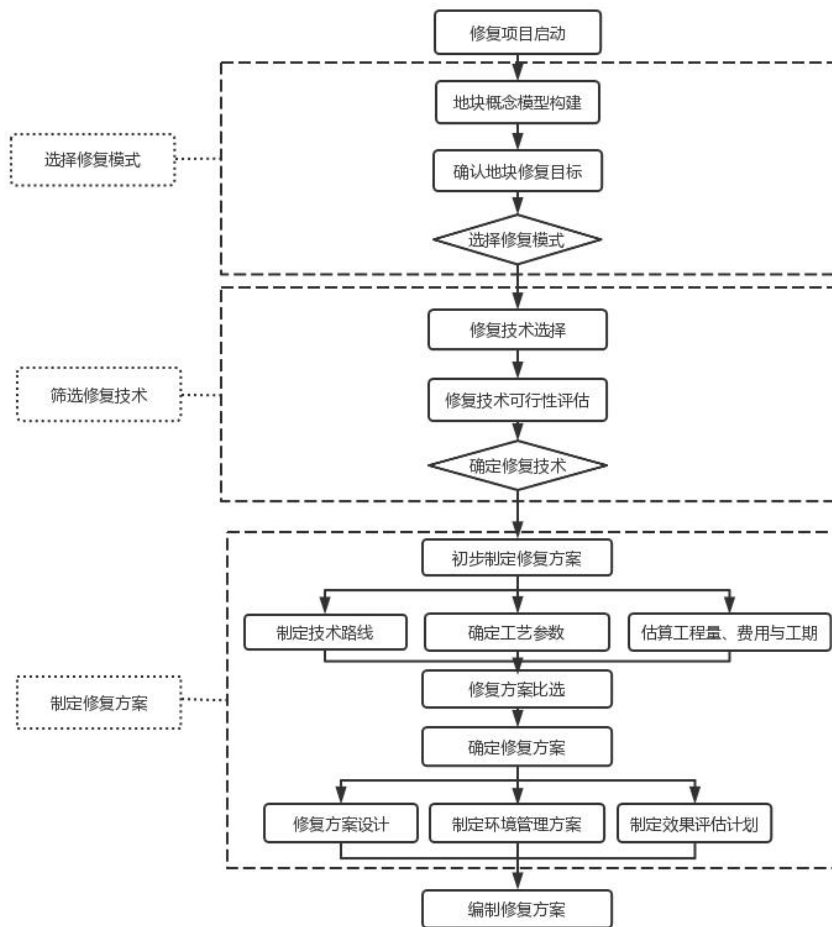 修复项目启动
地块概念模型构建
选择修复模式
确认地块修复目标
选择修复模式
修复技术选择
筛选修复技术
修复技术可行性评估
确定修复技术
初步制定修复方案
制定技术路线
确定工艺参数
估算工程量、费用与工期
制定修复方案
修复方案比选
确定修复方案
修复方案设计
制定环境管理方案
制定效果评估计划
编制修复方案